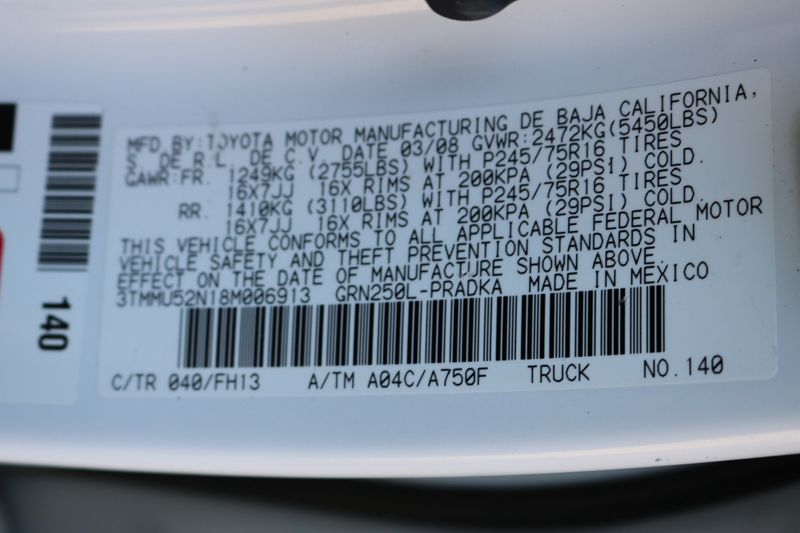 MFD.BY:TOYOTA MOTOR MANUFACTURING DE BAJA CALIFORNIA,
S. DE R.L. DE C.V. DATE 03/08 GVWR:2472KG(5450LBS)
GAWR:FR. 1249KG (2755LBS) WITH P245/75R16 TIRES
16X7JJ 16X RIMS AT 200KPA (29PSI) COLD.
RR. 1410KG (3110LBS) WITH P245/75R16 TIRES
16X7JJ 16X RIMS AT 200KPA (29PSI) COLD.
THIS VEHICLE CONFORMS TO ALL APPLICABLE FEDERAL MOTOR
VEHICLE SAFETY AND THEFT PREVENTION STANDARDS IN
EFFECT ON THE DATE OF MANUFACTURE SHOWN ABOVE.
3TMMU52N18M006913 GRN250L-PRADKA MADE IN MEXICO
C/TR 040/FH13 A/TM A04C/A750F TRUCK NO.140
140